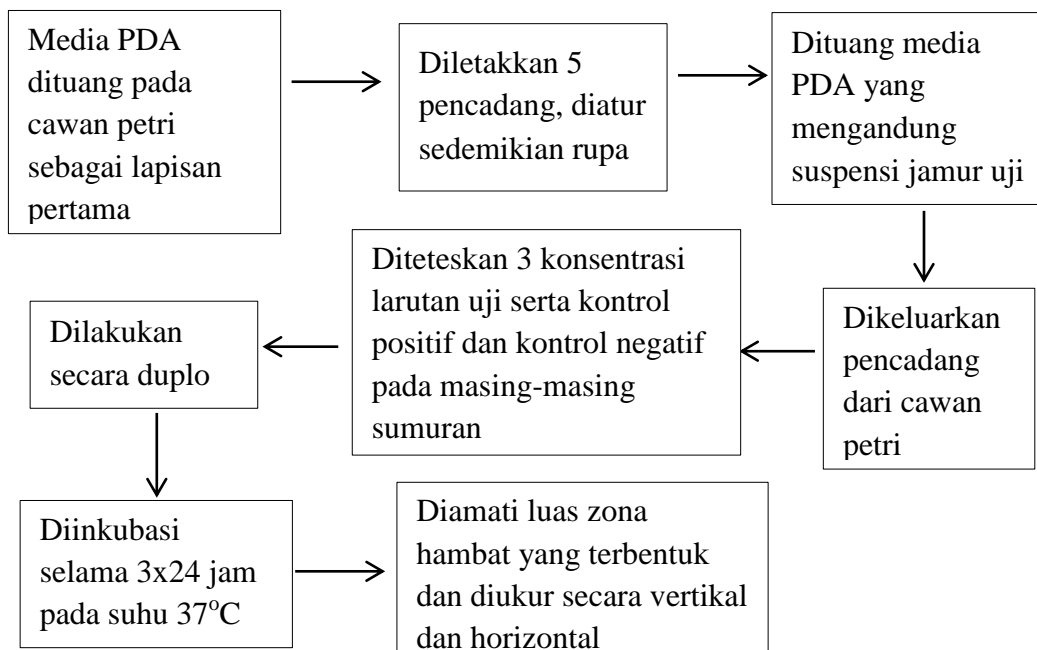 Media PDA
dituang pada
cawan petri
sebagai lapisan
pertama
Diletakkan 5
pencadang, diatur
sedemikian rupa
Dituang media
PDA yang
mengandung
suspensi jamur uji
Dikeluarkan
pencadang
dari cawan
petri
Diteteskan 3 konsentrasi
larutan uji serta kontrol
positif dan kontrol negatif
pada masing-masing
sumuran
Dilakukan
secara duplo
Diinkubasi
selama 3x24 jam
pada suhu 37°C
Diamati luas zona
hambat yang terbentuk
dan diukur secara vertikal
dan horizontal